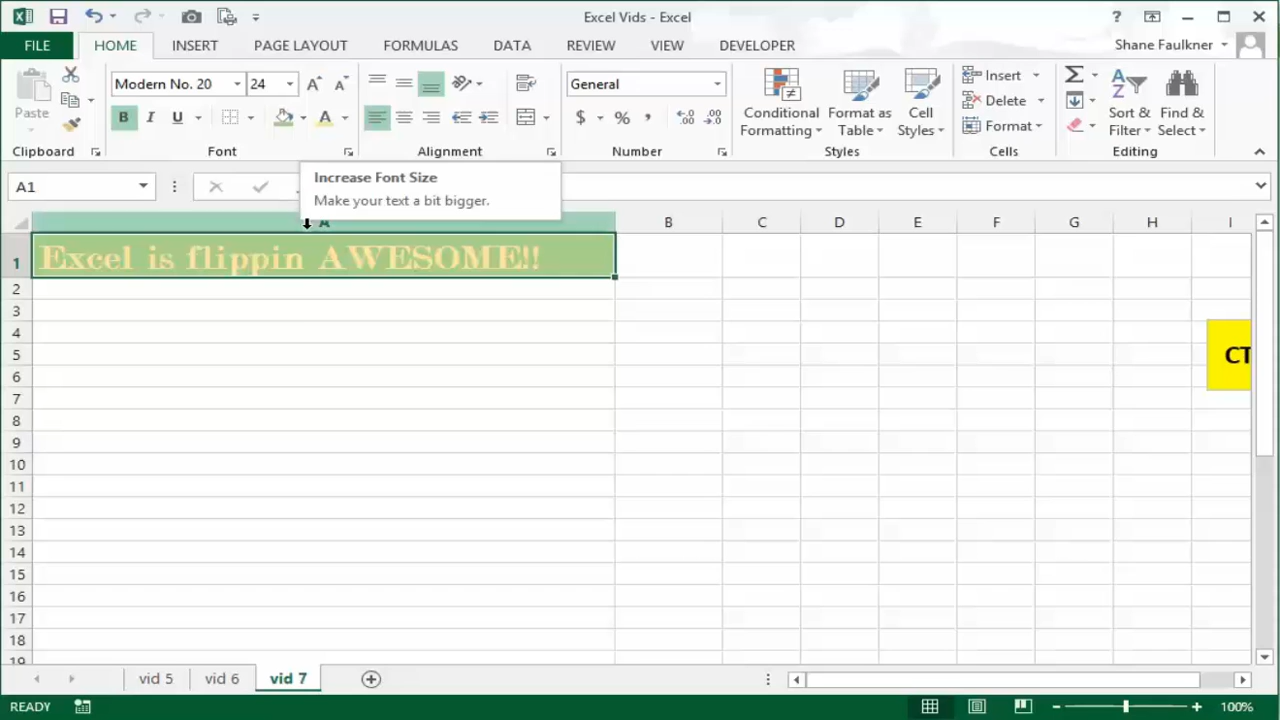 Excel Vids - Excel
?
FILE HOME INSERT PAGE LAYOUT FORMULAS DATA REVIEW VIEW DEVELOPER Shane Faulkner
Paste
Clipboard
Modern No. 20 24
B I U A
Font
Alignment
General
$ % ,
Number
Conditional Formatting
Format as Table
Cell Styles
Styles
Insert
Delete
Format
Cells
Sort & Filter
Find & Select
Editing
A1
Increase Font Size
Make your text a bit bigger.
A B C D E F G H I
1 Excel is flippin AWESOME!!
2
3
4
5 CT
6
7
8
9
10
11
12
13
14
15
16
17
18
19
vid 5 vid 6 vid 7
READY 100%